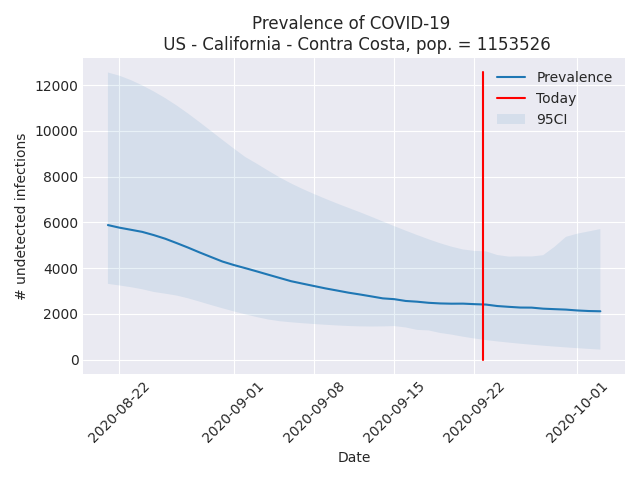 Prevalence of COVID-19
US - California - Contra Costa, pop. = 1153526
12000
10000
8000
6000
4000
2000
0
# undetected infections
Prevalence
Today
95CI
2020-08-22
2020-09-01
2020-09-08
2020-09-15
2020-09-22
2020-10-01
Date